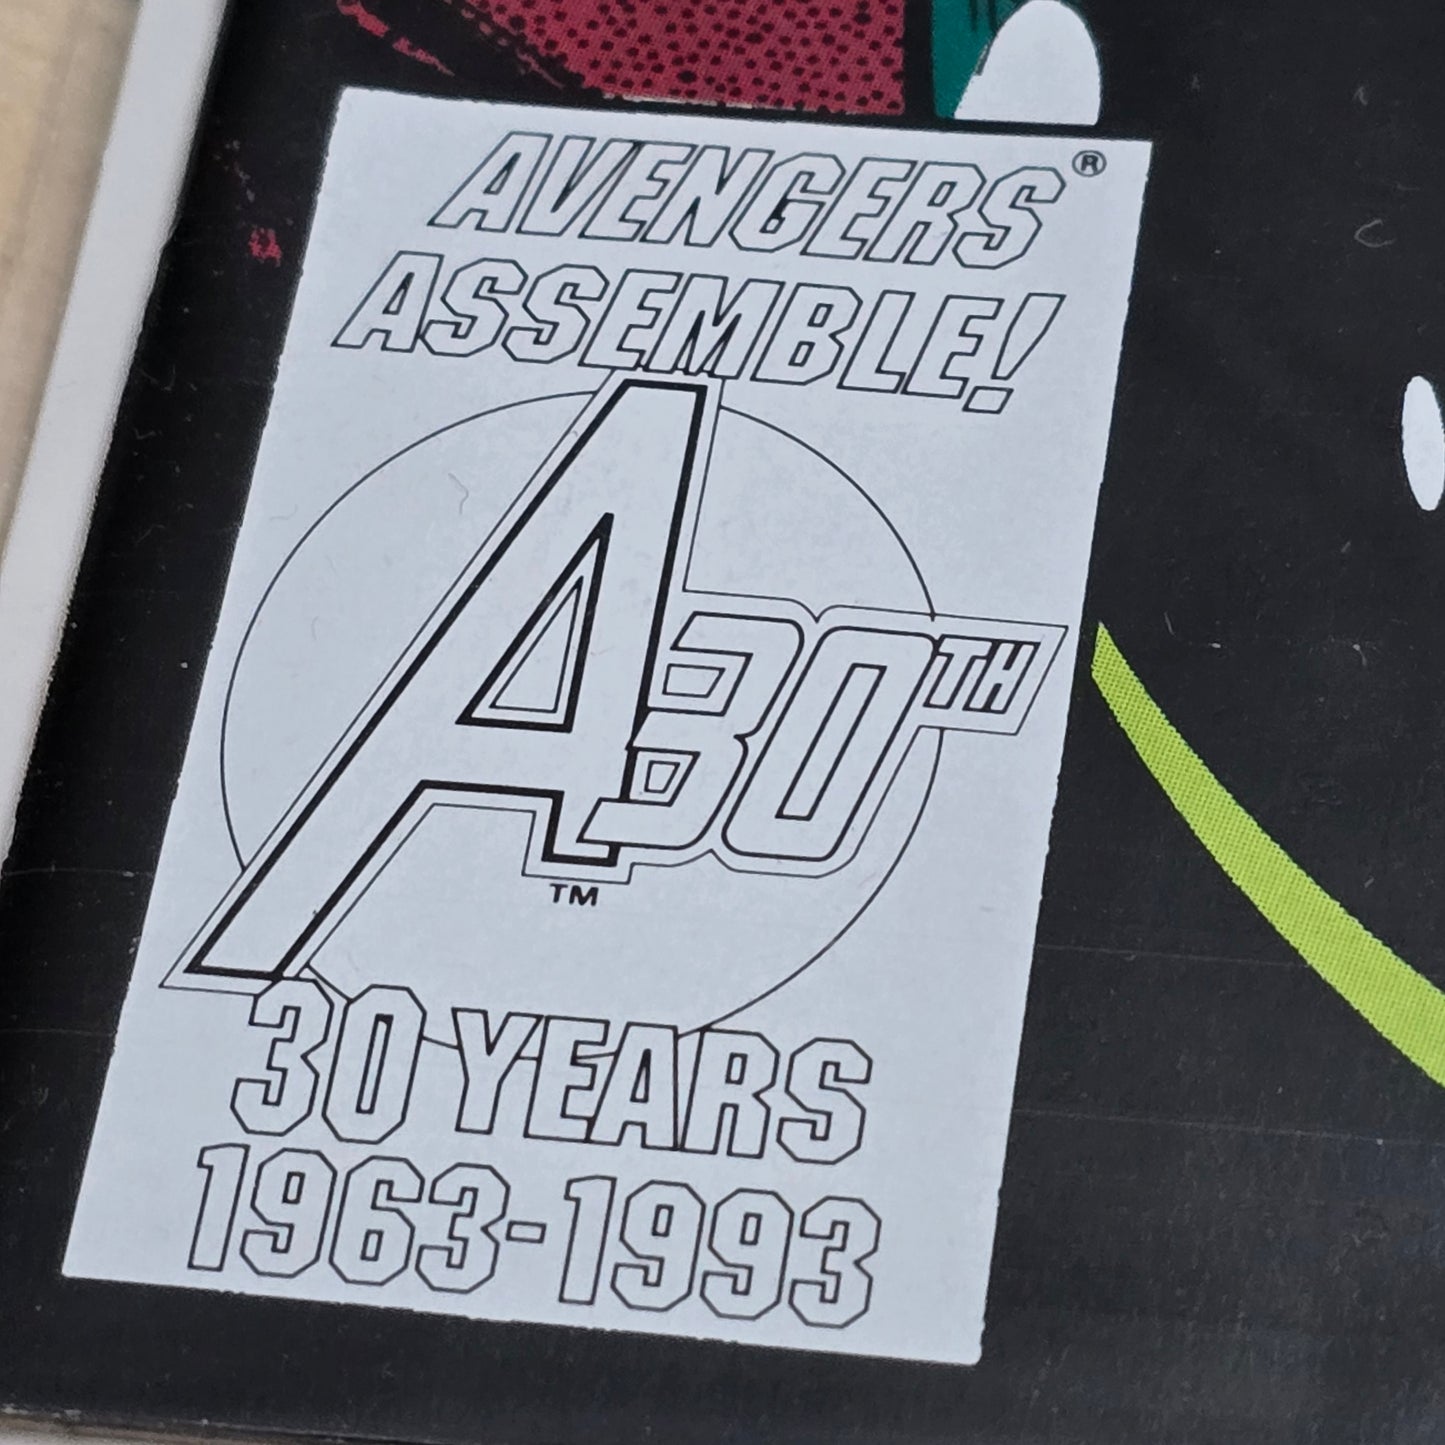 AVENGERS®
ASSEMBLE!
A 30TH
TM
30 YEARS
1963-1993